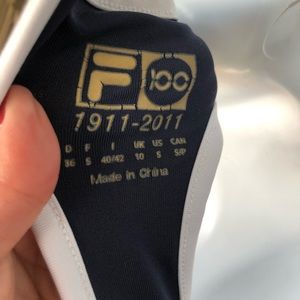 F 100
1911-2011
D F I UK US CAN
36 S 40/42 10 S S/P
Made in China